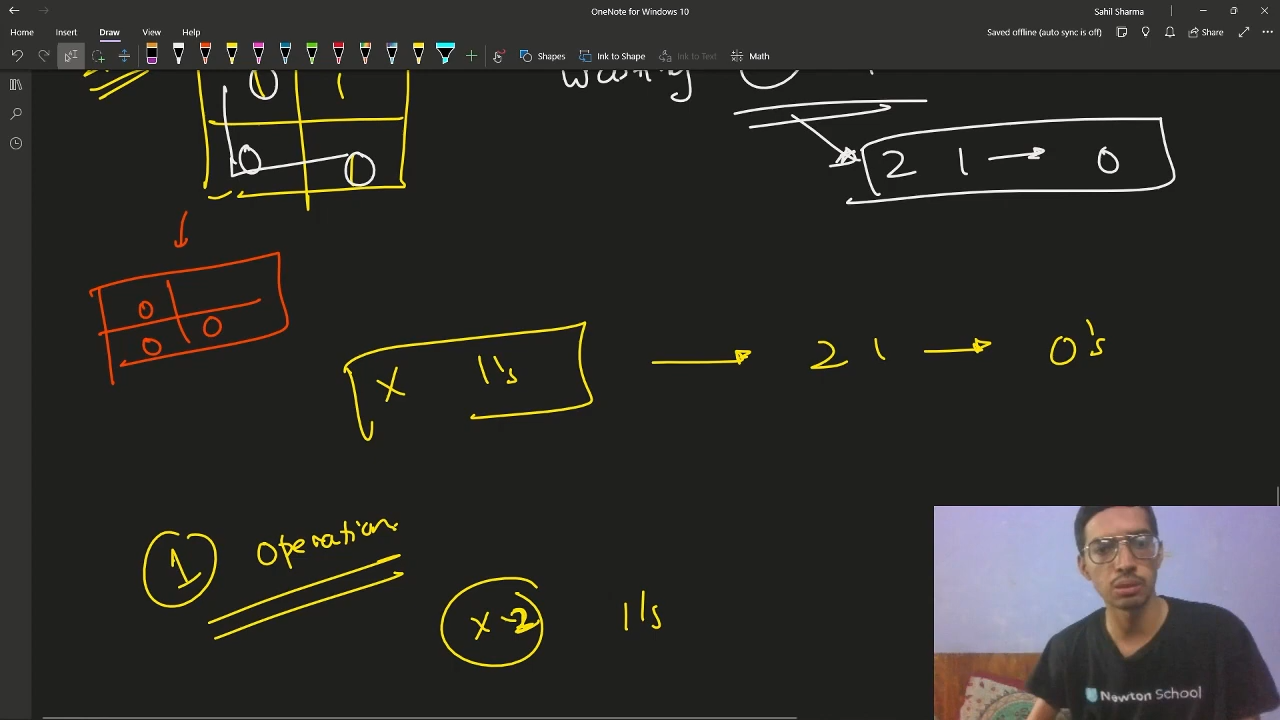 OneNote for Windows 10
Sahil Sharma
Home Insert Draw View Help
Saved offline (auto sync is off) Share
Shapes Ink to Shape Ink to Text Math
0 1
0 0
2 1 → 0
0
0 0
X 1's → 2 1 → 0's
1 operation
x-2 1's
Newton School